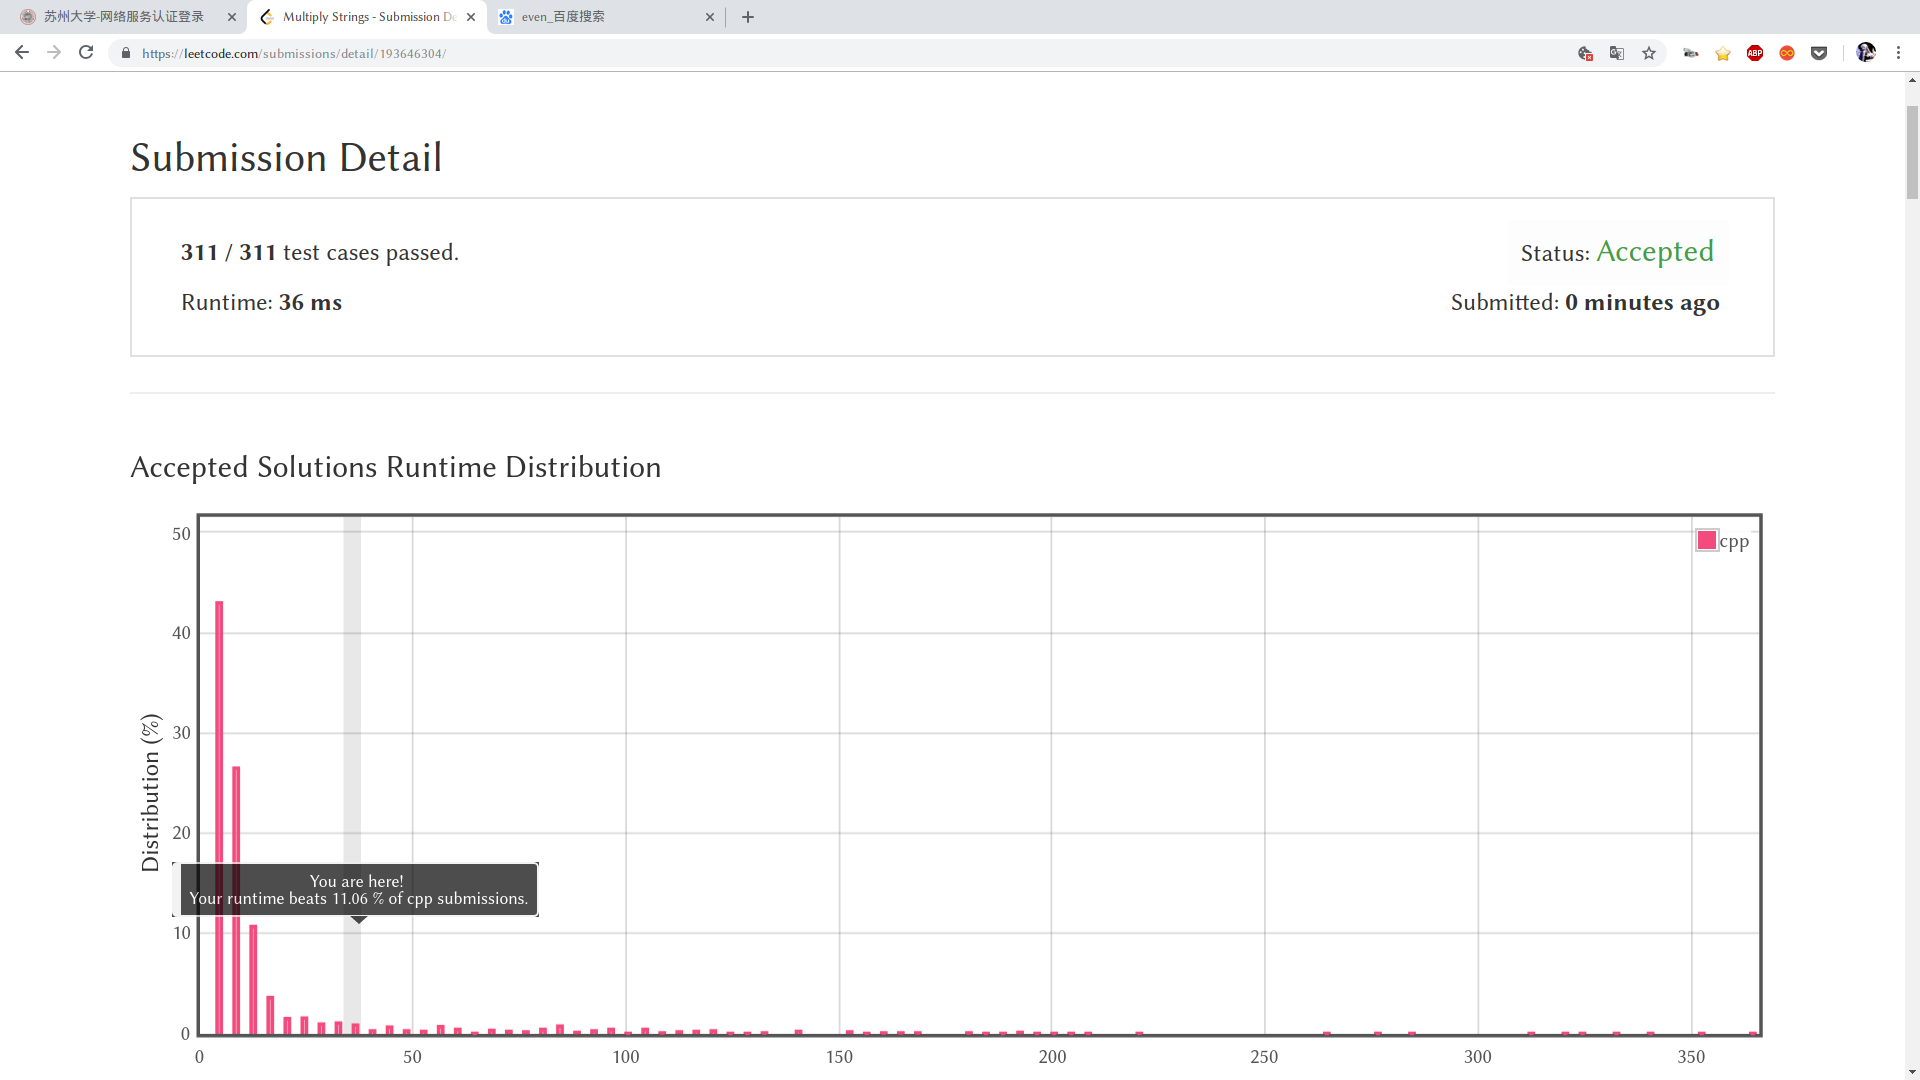 苏州大学-网络服务认证登录
Multiply Strings - Submission De
even_百度搜索
https://leetcode.com/submissions/detail/193646304/
ABP
Submission Detail
311 / 311 test cases passed.
Status: Accepted
Runtime: 36 ms
Submitted: 0 minutes ago
Accepted Solutions Runtime Distribution
cpp
Distribution (%)
50
40
30
20
10
0
You are here!
Your runtime beats 11.06 % of cpp submissions.
0 50 100 150 200 250 300 350